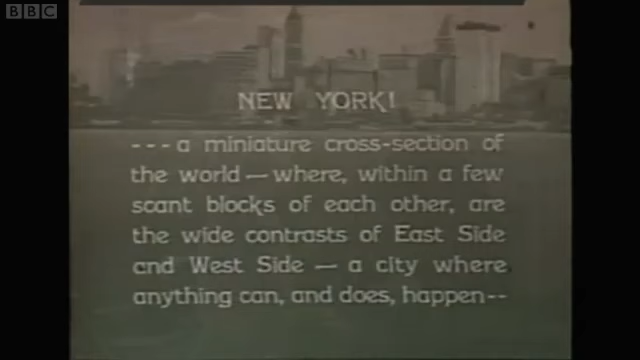 BBC
NEW YORK!
---a miniature cross-section of
the world—where, within a few
scant blocks of each other, are
the wide contrasts of East Side
and West Side — a city where
anything can, and does, happen--